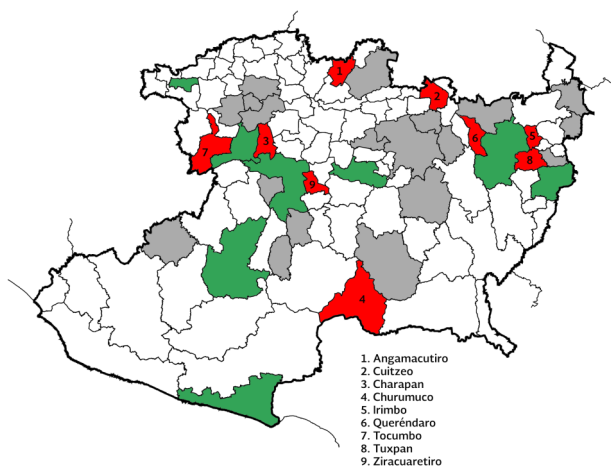 1
2
3
4
5
6
7
8
9
1. Angamacutiro
2. Cuitzeo
3. Charapan
4. Churumuco
5. Irimbo
6. Queréndaro
7. Tocumbo
8. Tuxpan
9. Ziracuaretiro